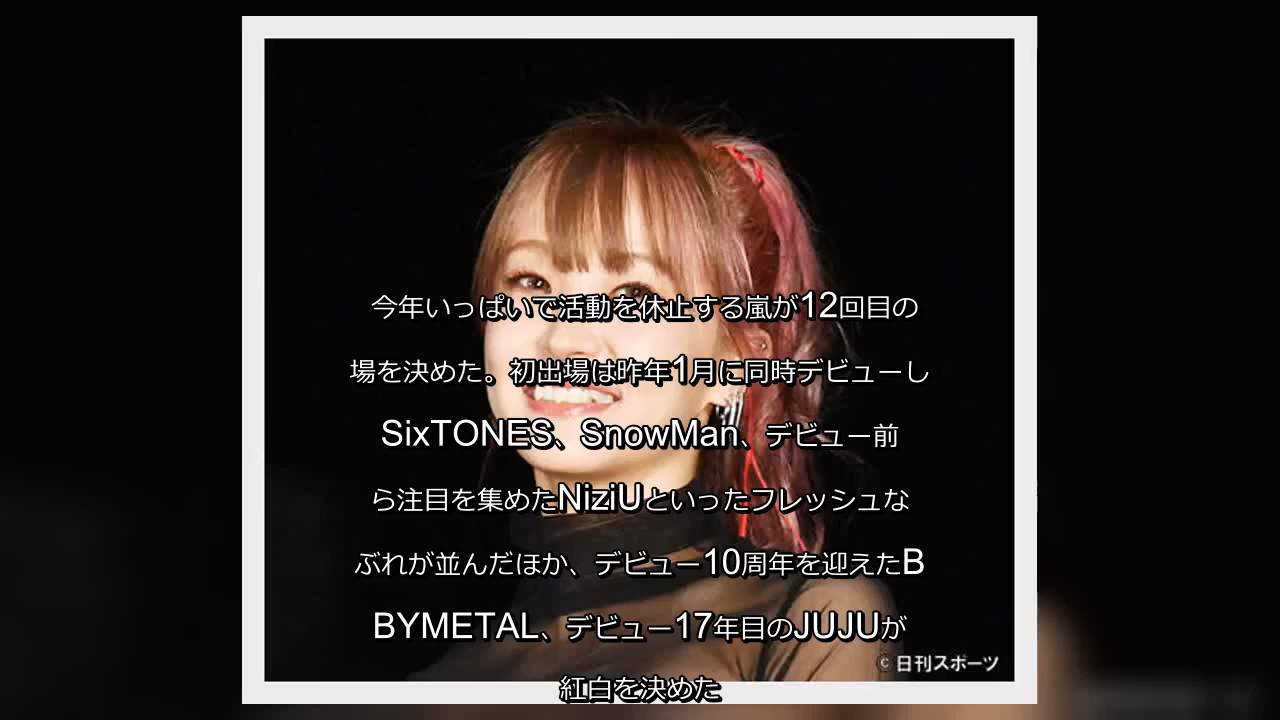 今年いっぱいで活動を休止する嵐が12回目の
場を決めた。初出場は昨年1月に同時デビューし
SixTONES、SnowMan、デビュー前
ら注目を集めたNiziUといったフレッシュな
ぶれが並んだほか、デビュー10周年を迎えたB
BYMETAL、デビュー17年目のJUJUが
© 日刊スポーツ
紅白を決めた